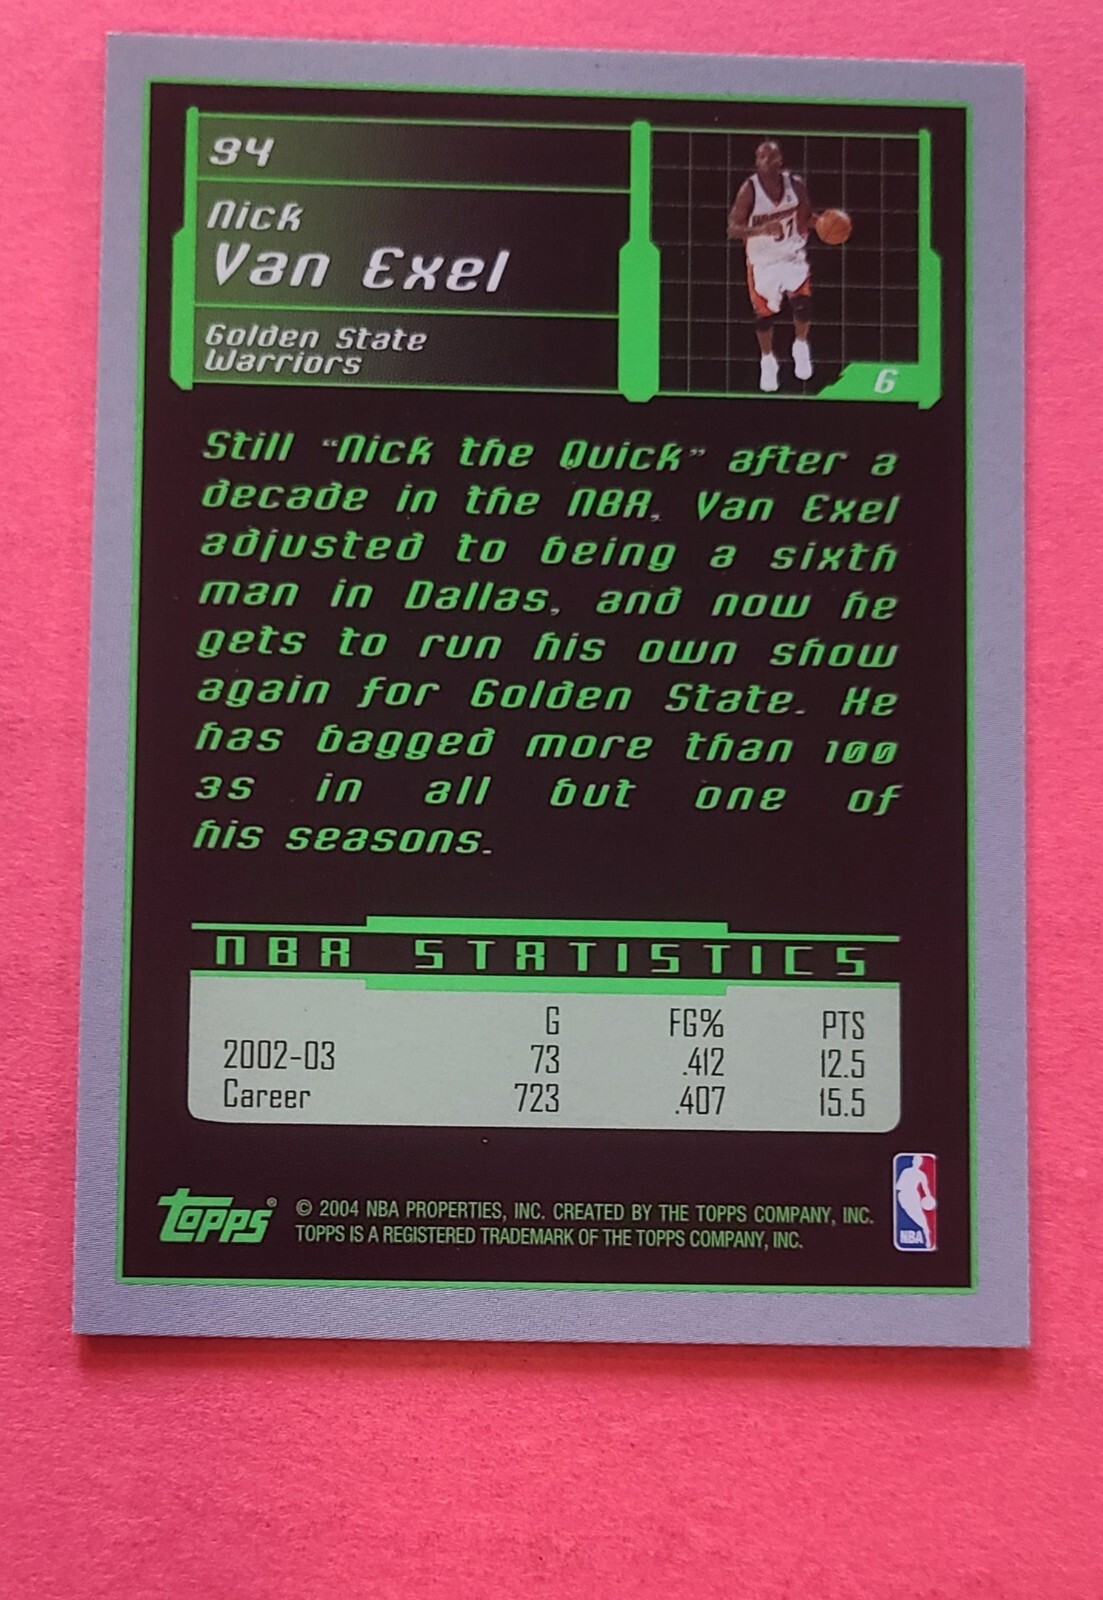 94
Nick
Van Exel
Golden State
Warriors
37
6
Still “Nick the Quick” after a
decade in the NBA, Van Exel
adjusted to being a sixth
man in Dallas, and now he
gets to run his own show
again for Golden State. He
has bagged more than 100
3s in all but one of
his seasons.
NBA STATISTICS
G FG% PTS
2002-03 73 .412 12.5
Career 723 .407 15.5
topps® © 2004 NBA PROPERTIES, INC. CREATED BY THE TOPPS COMPANY, INC.
TOPPS IS A REGISTERED TRADEMARK OF THE TOPPS COMPANY, INC.
NBA